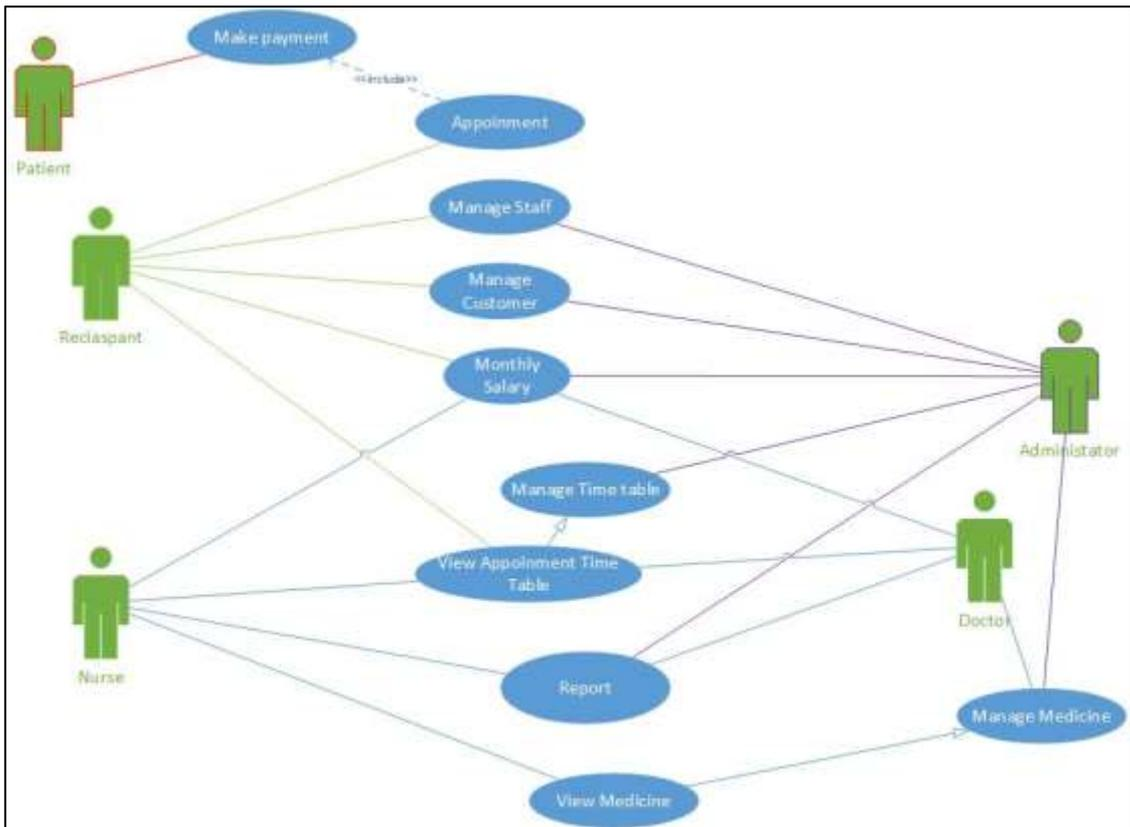 Make payment
<<include>>
Appoinment
Patient
Manage Staff
Manage
Customer
Reclaspant
Monthly
Salary
Administator
Manage Time table
View Appoinment Time
Table
Doctor
Nurse
Report
Manage Medicine
View Medicine